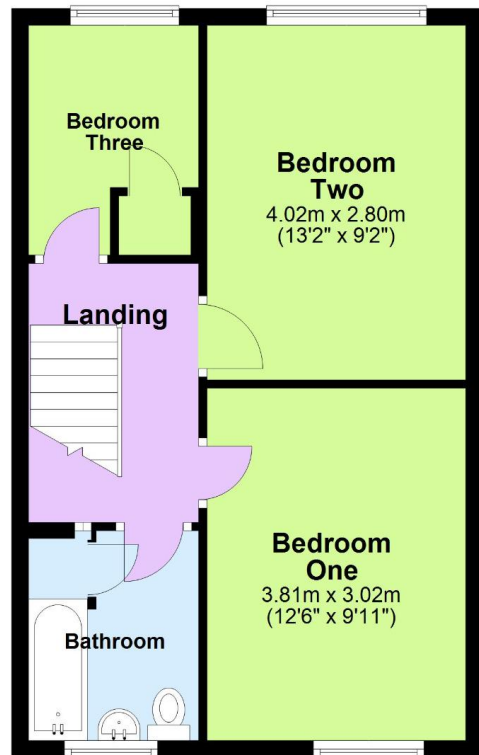 Bedroom
Three
Bedroom
Two
4.02m x 2.80m
(13'2" x 9'2")
Landing
Bedroom
One
3.81m x 3.02m
(12'6" x 9'11")
Bathroom